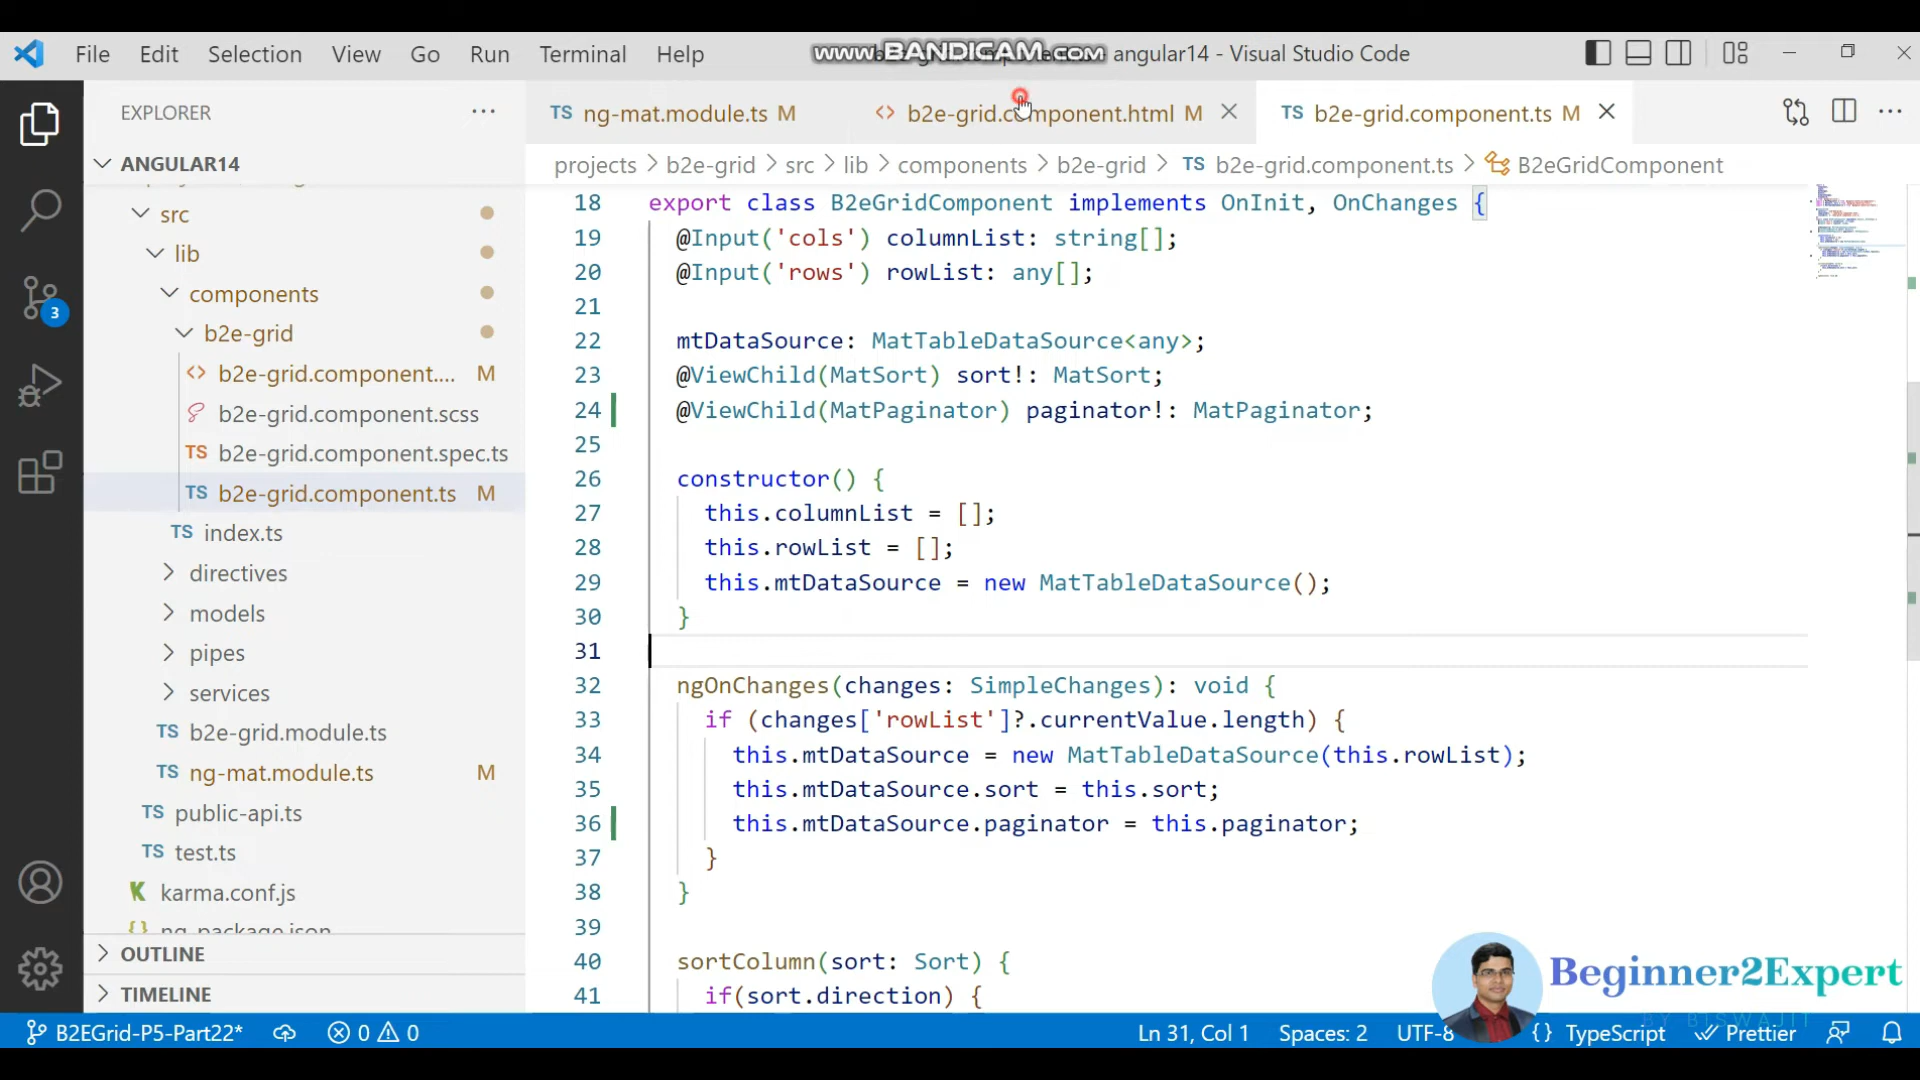 File Edit Selection View Go Run Terminal Help
www.BANDICAM.com angular14 - Visual Studio Code
EXPLORER ···
TS ng-mat.module.ts M
<> b2e-grid.component.html M
TS b2e-grid.component.ts M
ANGULAR14
projects > b2e-grid > src > lib > components > b2e-grid > TS b2e-grid.component.ts > B2eGridComponent
src
lib
components
b2e-grid
<> b2e-grid.component.... M
b2e-grid.component.scss
TS b2e-grid.component.spec.ts
TS b2e-grid.component.ts M
TS index.ts
directives
models
pipes
services
TS b2e-grid.module.ts
TS ng-mat.module.ts M
TS public-api.ts
TS test.ts
K karma.conf.js
{} ng-package.json
OUTLINE
TIMELINE
3
18 export class B2eGridComponent implements OnInit, OnChanges {
19 @Input('cols') columnList: string[];
20 @Input('rows') rowList: any[];
21
22 mtDataSource: MatTableDataSource<any>;
23 @ViewChild(MatSort) sort!: MatSort;
24 @ViewChild(MatPaginator) paginator!: MatPaginator;
25
26 constructor() {
27 this.columnList = [];
28 this.rowList = [];
29 this.mtDataSource = new MatTableDataSource();
30 }
31
32 ngOnChanges(changes: SimpleChanges): void {
33 if (changes['rowList']?.currentValue.length) {
34 this.mtDataSource = new MatTableDataSource(this.rowList);
35 this.mtDataSource.sort = this.sort;
36 this.mtDataSource.paginator = this.paginator;
37 }
38 }
39
40 sortColumn(sort: Sort) {
41 if(sort.direction) {
Beginner2Expert
BY BISWAJIT
B2EGrid-P5-Part22* 0 0 Ln 31, Col 1 Spaces: 2 UTF-8 {} TypeScript Prettier